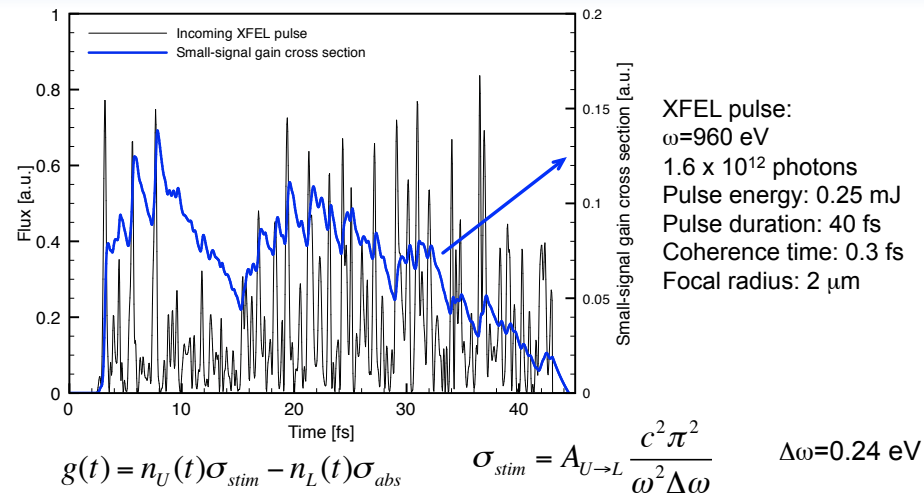 1
0.8
0.6
0.4
0.2
0
Flux [a.u.]
Incoming XFEL pulse
Small-signal gain cross section
0.2
0.15
0.1
0.05
0
Small-signal gain cross section [a.u.]
0 10 20 30 40
Time [fs]
XFEL pulse:
ω=960 eV
1.6 x 10¹² photons
Pulse energy: 0.25 mJ
Pulse duration: 40 fs
Coherence time: 0.3 fs
Focal radius: 2 μm
g(t) = n_U(t)σ_stim − n_L(t)σ_abs
σ_stim = A_U→L c²π² / ω²Δω
Δω=0.24 eV